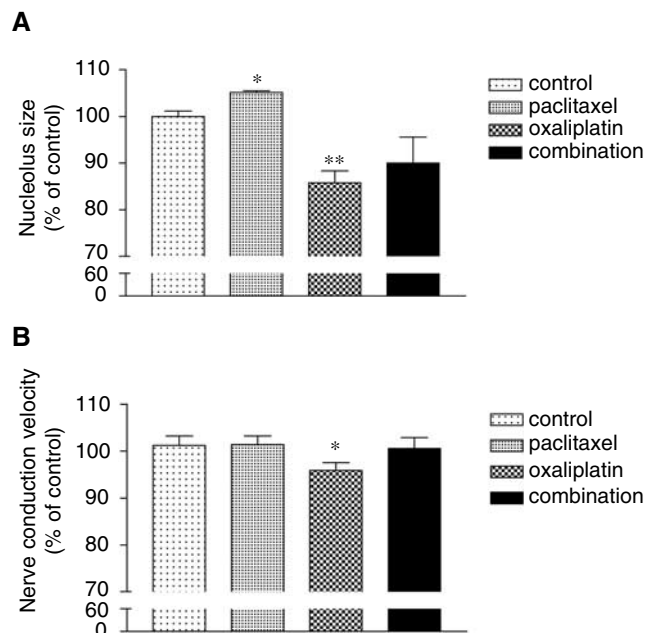 A
Nucleolus size
(% of control)
110
100
90
80
70
60
0
*
**
control
paclitaxel
oxaliplatin
combination
B
Nerve conduction velocity
(% of control)
110
100
90
80
70
60
0
*
control
paclitaxel
oxaliplatin
combination